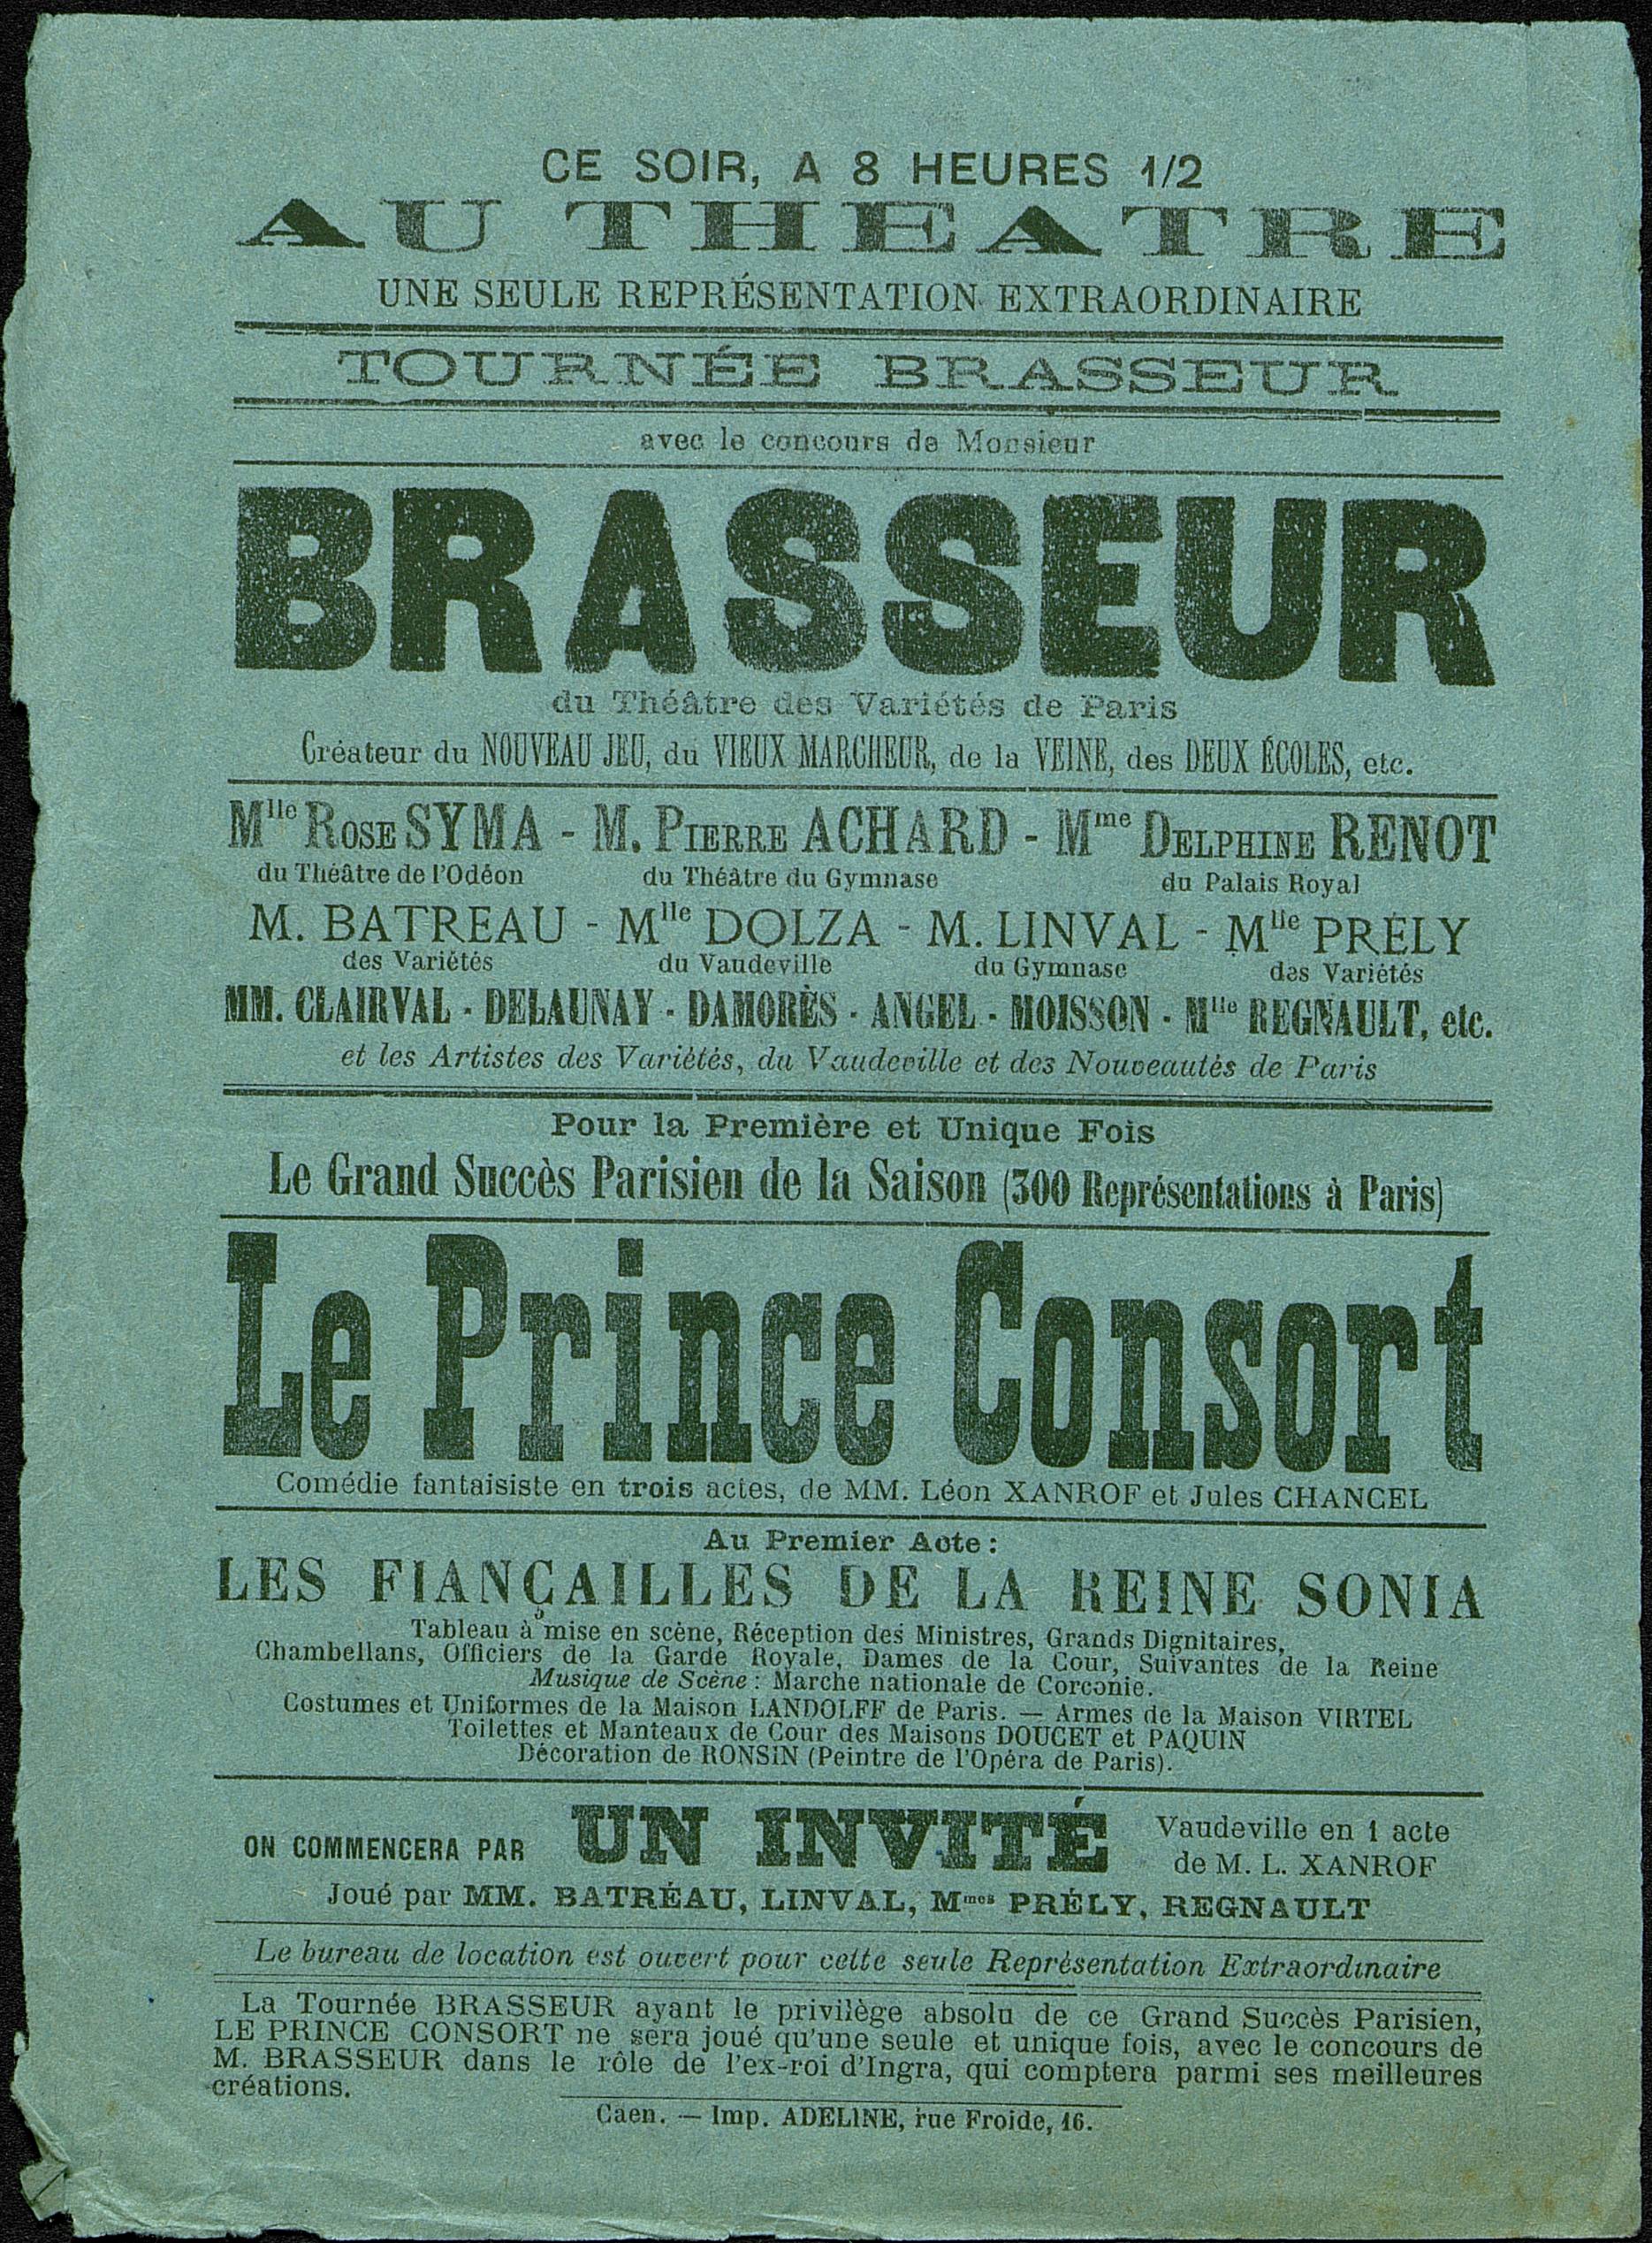 CE SOIR, A 8 HEURES 1/2
AU THEATRE
UNE SEULE REPRÉSENTATION EXTRAORDINAIRE
TOURNÉE BRASSEUR
avec le concours de Monsieur
BRASSEUR
du Théâtre des Variétés de Paris
Créateur du NOUVEAU JEU, du VIEUX MARCHEUR, de la VEINE, des DEUX ÉCOLES, etc.
Mlle ROSE SYMA - M. PIERRE ACHARD - Mme DELPHINE RENOT
du Théâtre de l'Odéon du Théâtre du Gymnase du Palais Royal
M. BATREAU - Mlle DOLZA - M. LINVAL - Mlle PRÉLY
des Variétés du Vaudeville du Gymnase des Variétés
MM. CLAIRVAL - DELAUNAY - DAMORÈS - ANGEL - MOISSON - Mlle REGNAULT, etc.
et les Artistes des Variétés, du Vaudeville et des Nouveautés de Paris
Pour la Première et Unique Fois
Le Grand Succès Parisien de la Saison (300 Représentations à Paris)
Le Prince Consort
Comédie fantaisiste en trois actes, de MM. Léon XANROF et Jules CHANCEL
Au Premier Acte :
LES FIANÇAILLES DE LA REINE SONIA
Tableau à mise en scène, Réception des Ministres, Grands Dignitaires,
Chambellans, Officiers de la Garde Royale, Dames de la Cour, Suivantes de la Reine
Musique de Scène : Marche nationale de Corconie.
Costumes et Uniformes de la Maison LANDOLFF de Paris. — Armes de la Maison VIRTEL
Toilettes et Manteaux de Cour des Maisons DOUCET et PAQUIN
Décoration de RONSIN (Peintre de l'Opéra de Paris).
ON COMMENCERA PAR UN INVITÉ Vaudeville en 1 acte
de M. L. XANROF
Joué par MM. BATRÉAU, LINVAL, Mmes PRÉLY, REGNAULT
Le bureau de location est ouvert pour cette seule Représentation Extraordinaire
La Tournée BRASSEUR ayant le privilège absolu de ce Grand Succès Parisien,
LE PRINCE CONSORT ne sera joué qu'une seule et unique fois, avec le concours de
M. BRASSEUR dans le rôle de l'ex-roi d'Ingra, qui comptera parmi ses meilleures
créations.
Caen. — Imp. ADELINE, rue Froide, 16.